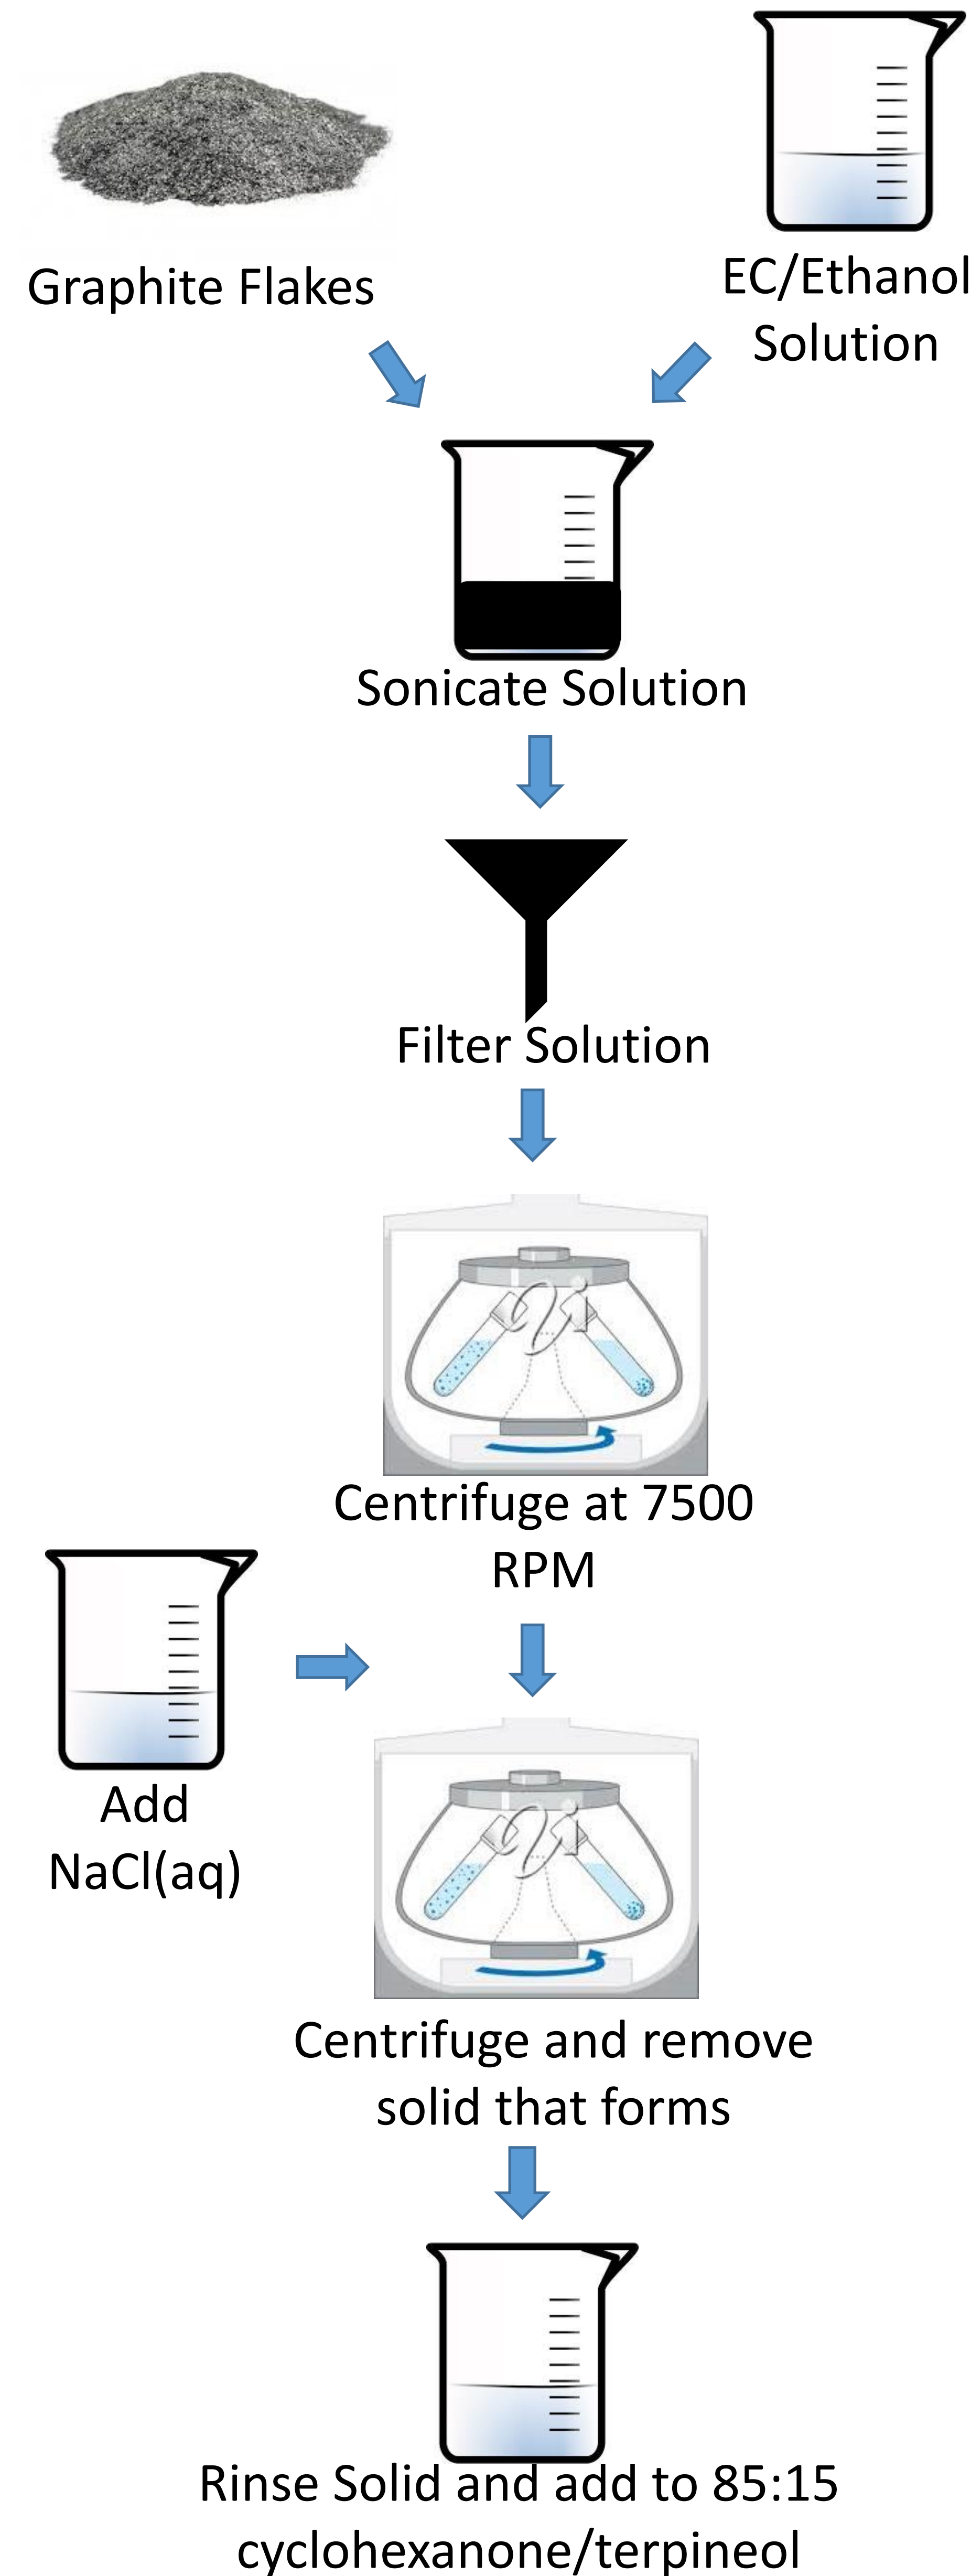 Graphite Flakes
EC/Ethanol
Solution
Sonicate Solution
Filter Solution
Centrifuge at 7500
RPM
Add
NaCl(aq)
Centrifuge and remove
solid that forms
Rinse Solid and add to 85:15
cyclohexanone/terpineol